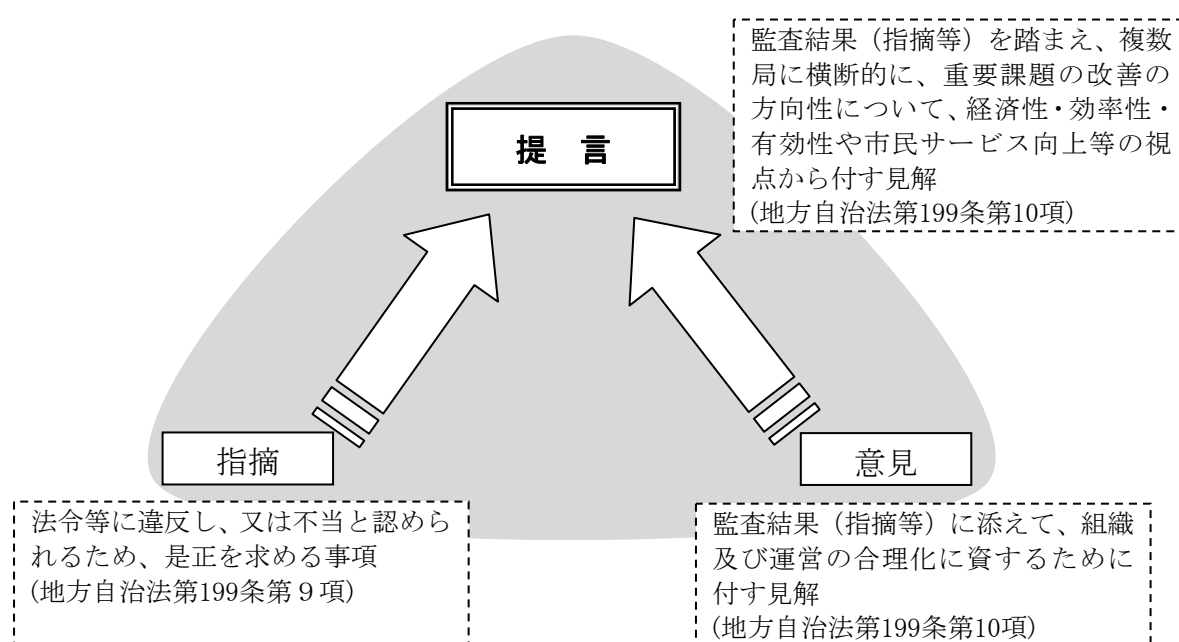 監査結果（指摘等）を踏まえ、複数
局に横断的に、重要課題の改善の
方向性について、経済性・効率性・
有効性や市民サービス向上等の視
点から付す見解
(地方自治法第199条第10項)
提 言
指摘
意見
法令等に違反し、又は不当と認めら
れるため、是正を求める事項
(地方自治法第199条第９項)
監査結果（指摘等）に添えて、組織
及び運営の合理化に資するために
付す見解
(地方自治法第199条第10項)